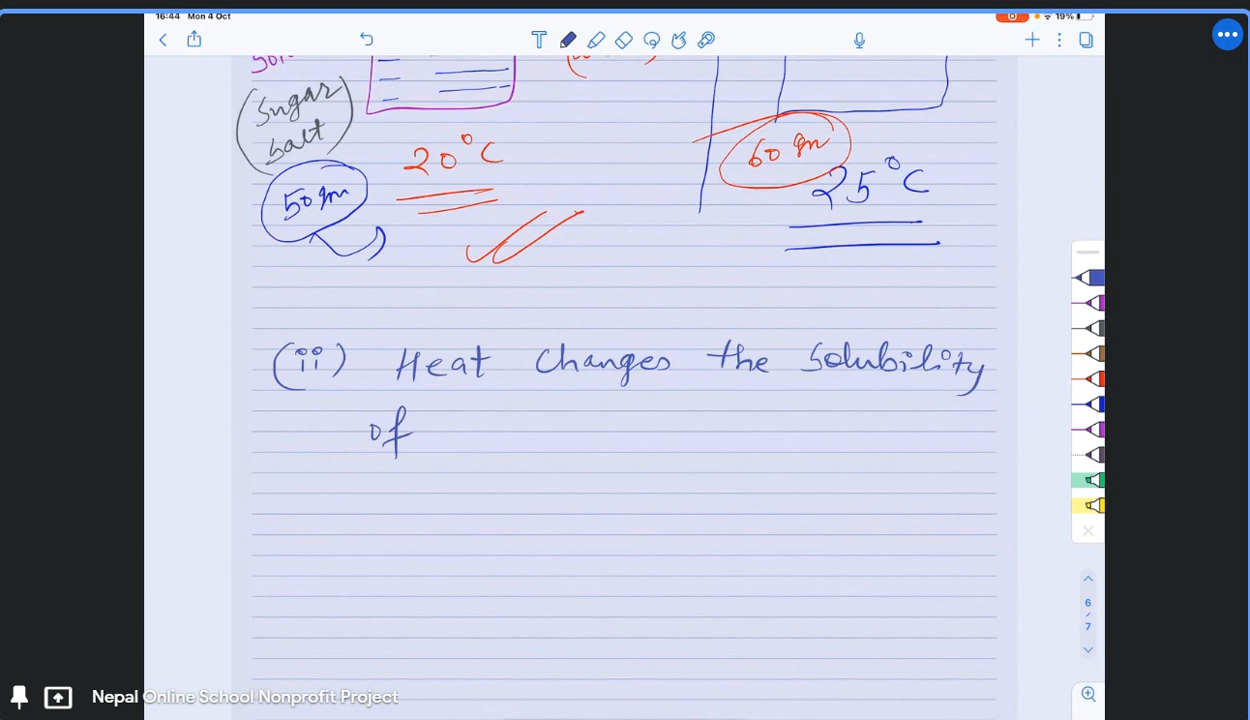 16:44 Mon 4 Oct
19%
Sugar
Salt
20°C
60 gm
50 gm
25°C
(ii) Heat changes the solubility
of
6
/
7
Nepal Online School Nonprofit Project